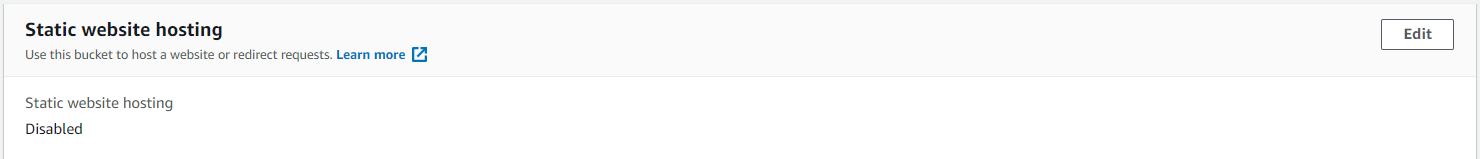 Static website hosting
Edit
Use this bucket to host a website or redirect requests. Learn more
Static website hosting
Disabled